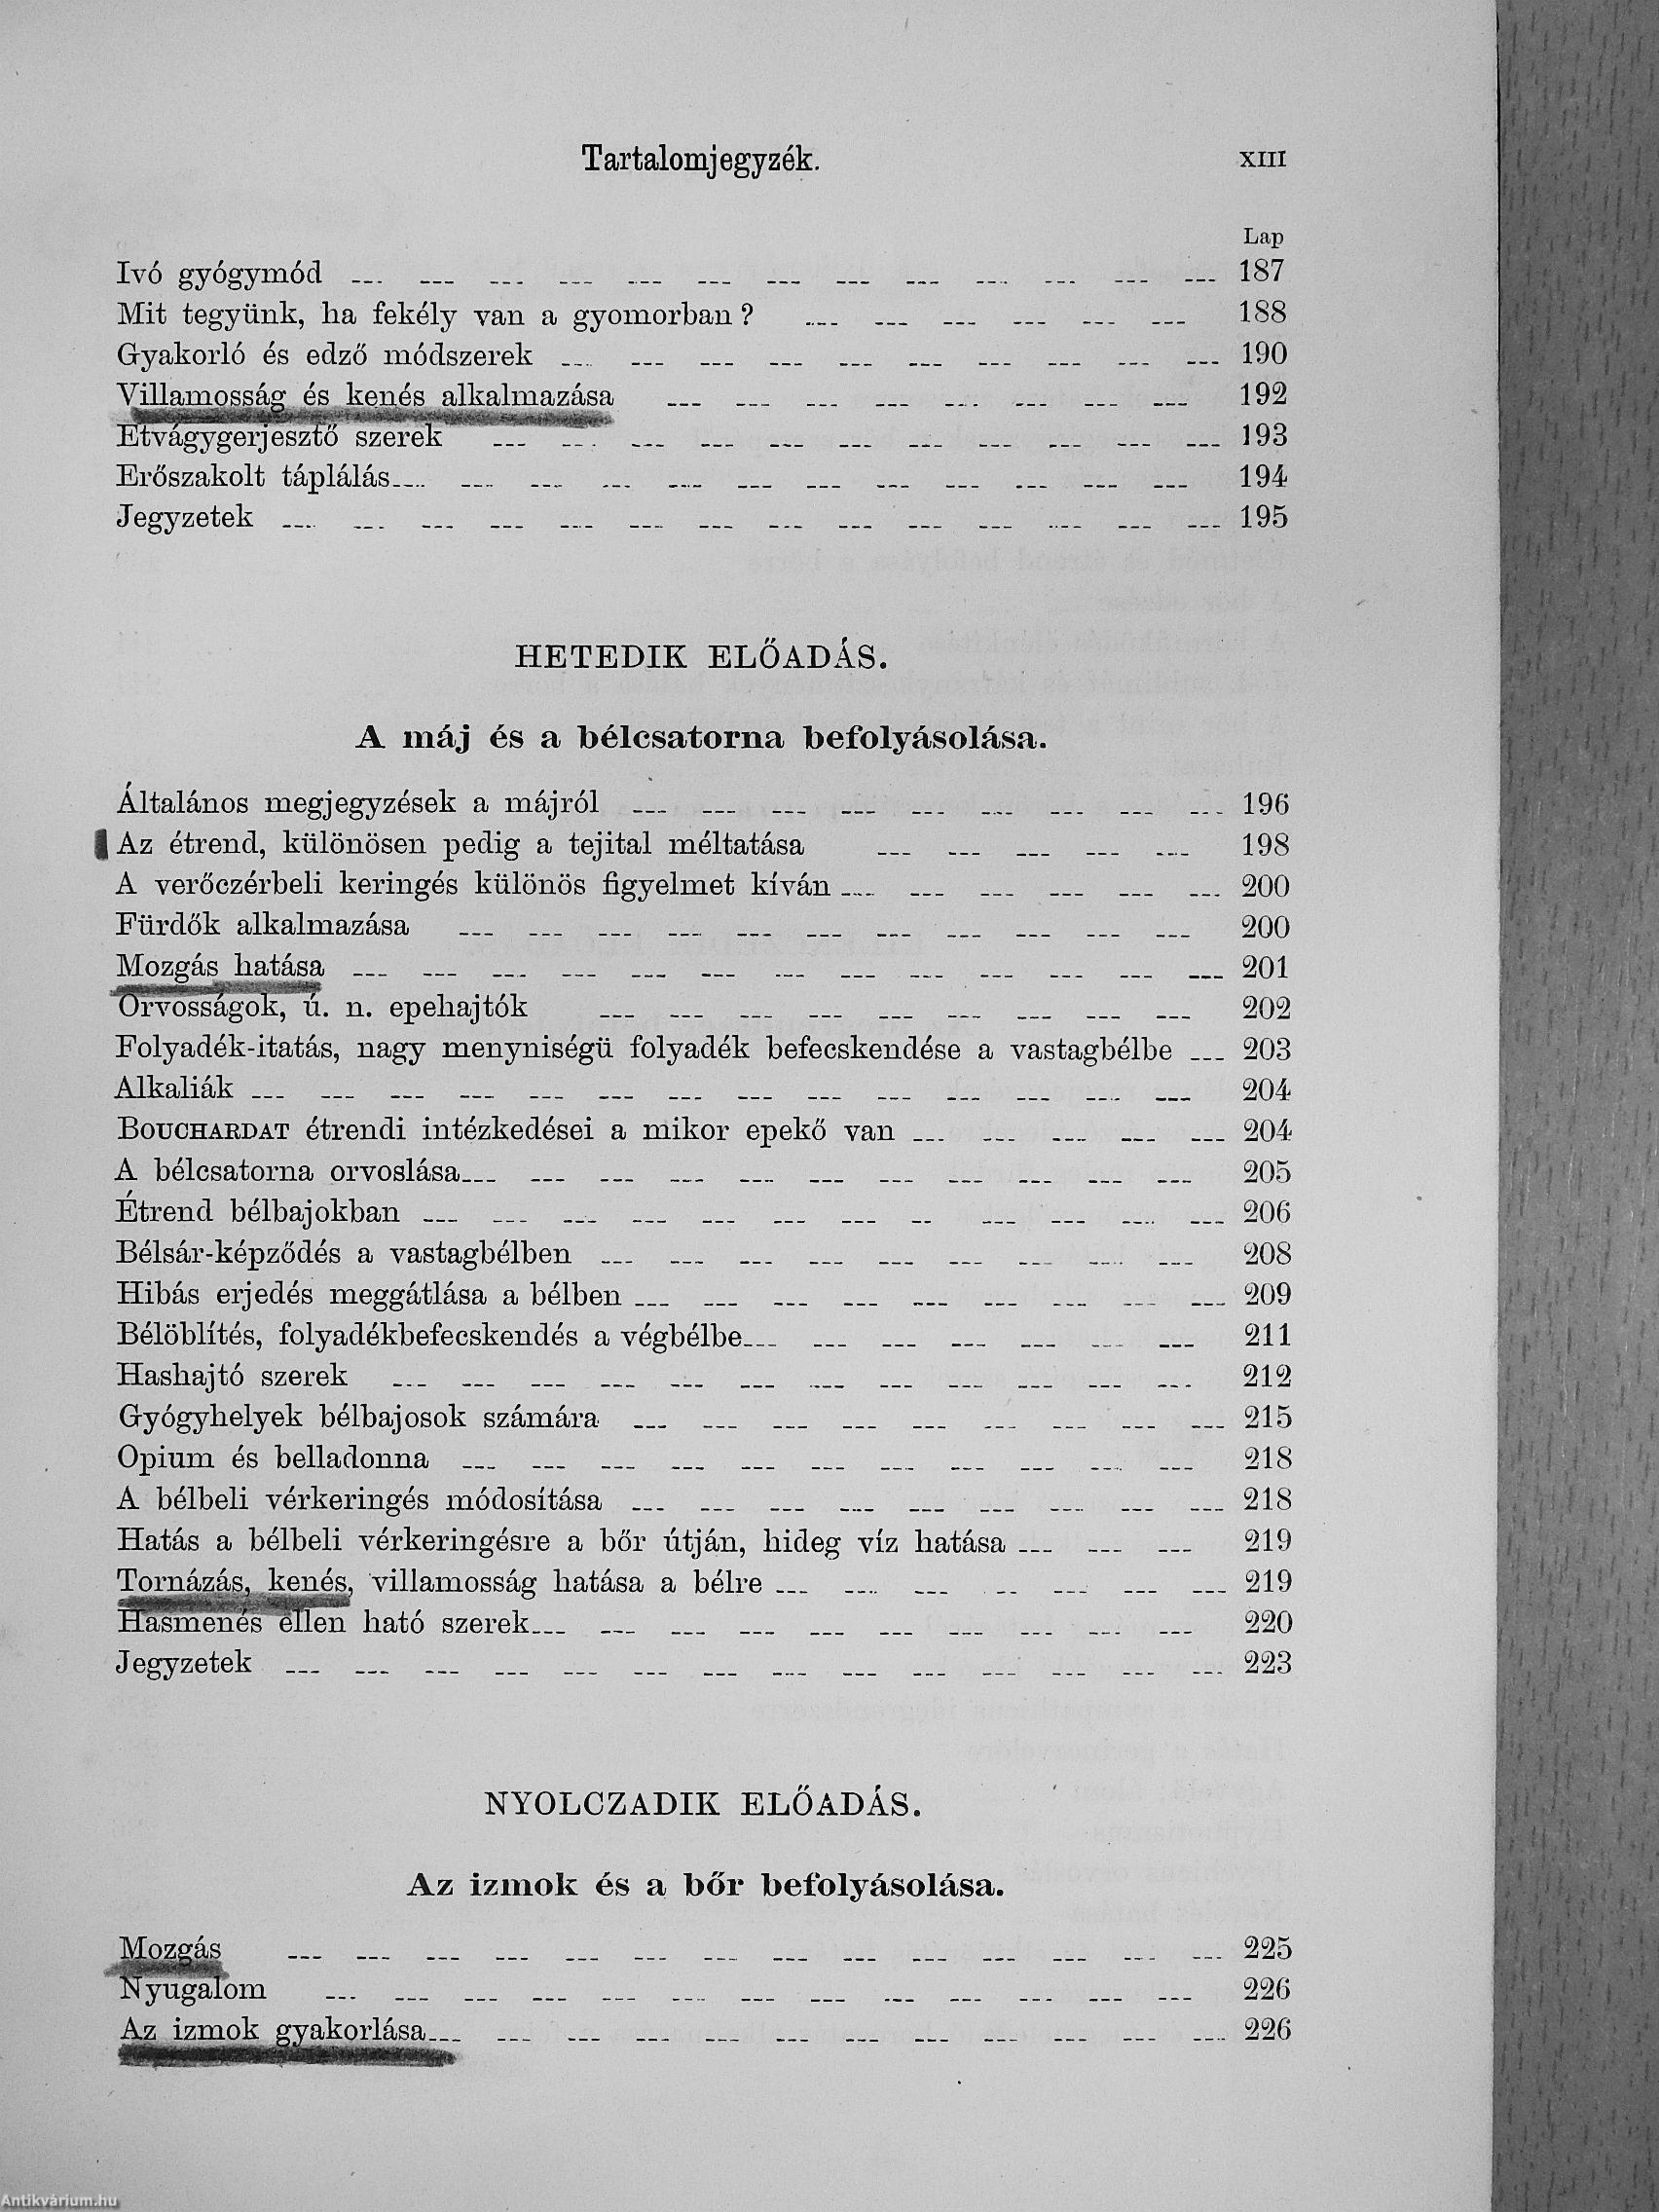 Tartalomjegyzék. XIII
Lap
Ivó gyógymód 187
Mit tegyünk, ha fekély van a gyomorban? 188
Gyakorló és edző módszerek 190
Villamosság és kenés alkalmazása 192
Étvágygerjesztő szerek 193
Erőszakolt táplálás 194
Jegyzetek 195
HETEDIK ELŐADÁS.
A máj és a bélcsatorna befolyásolása.
Általános megjegyzések a májról 196
Az étrend, különösen pedig a tejital méltatása 198
A verőczérbeli keringés különös figyelmet kíván 200
Fürdők alkalmazása 200
Mozgás hatása 201
Orvosságok, ú. n. epehajtók 202
Folyadék-itatás, nagy menyniségü folyadék befecskendése a vastagbélbe 203
Alkaliák 204
BOUCHARDAT étrendi intézkedései a mikor epekő van 204
A bélcsatorna orvoslása 205
Étrend bélbajokban 206
Bélsár-képződés a vastagbélben 208
Hibás erjedés meggátlása a bélben 209
Bélöblítés, folyadékbefecskendés a végbélbe 211
Hashajtó szerek 212
Gyógyhelyek bélbajosok számára 215
Opium és belladonna 218
A bélbeli vérkeringés módosítása 218
Hatás a bélbeli vérkeringésre a bőr útján, hideg víz hatása 219
Tornázás, kenés, villamosság hatása a bélre 219
Hasmenés ellen ható szerek 220
Jegyzetek 223
NYOLCZADIK ELŐADÁS.
Az izmok és a bőr befolyásolása.
Mozgás 225
Nyugalom 226
Az izmok gyakorlása 226
Antikvárium.hu